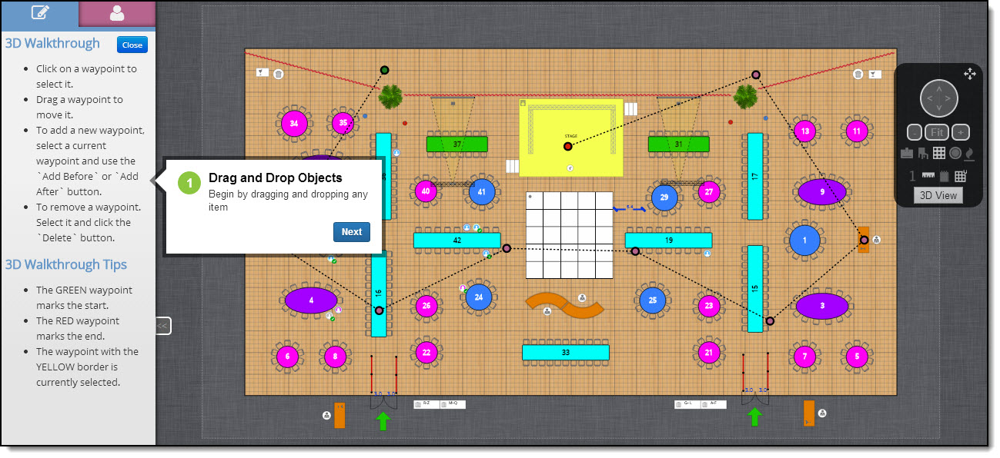 3D Walkthrough
Close
Click on a waypoint to
select it.
Drag a waypoint to
move it.
To add a new waypoint,
select a current
waypoint and use the
`Add Before` or `Add
After` button.
To remove a waypoint.
Select it and click the
`Delete` button.
3D Walkthrough Tips
The GREEN waypoint
marks the start.
The RED waypoint
marks the end.
The waypoint with the
YELLOW border is
currently selected.
<<
1
Drag and Drop Objects
Begin by dragging and dropping any
item
Next
34
35
37
STAGE
31
13
11
40
41
29
27
17
9
42
19
1
16
4
24
26
25
23
15
3
6
8
22
33
21
7
5
3.0 3.0
3.0 3.0
R-Z
M-Q
G-L
A-F
- Fit +
1
3D View